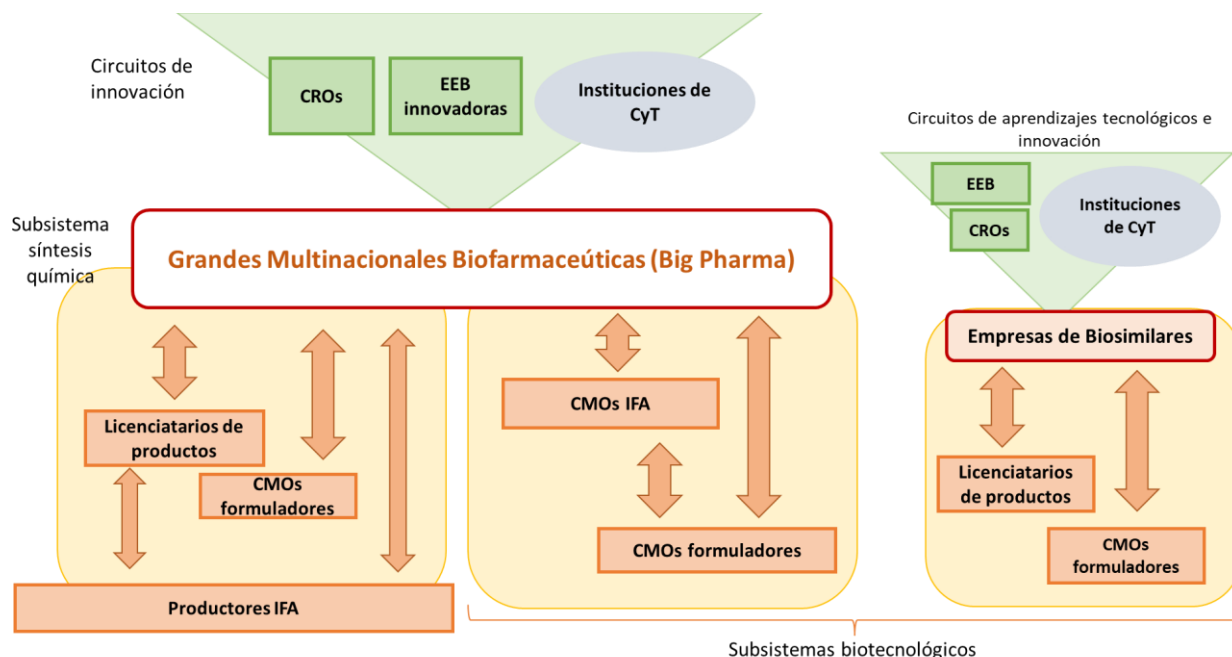 Circuitos de
innovación
CROs
EEB
innovadoras
Instituciones de
CyT
Circuitos de aprendizajes tecnológicos e
innovación
EEB
CROs
Instituciones
de CyT
Subsistema
síntesis
química
Grandes Multinacionales Biofarmaceúticas (Big Pharma)
Empresas de Biosimilares
Licenciatarios de
productos
CMOs
formuladores
Productores IFA
CMOs IFA
CMOs formuladores
Licenciatarios
de productos
CMOs
formuladores
Subsistemas biotecnológicos